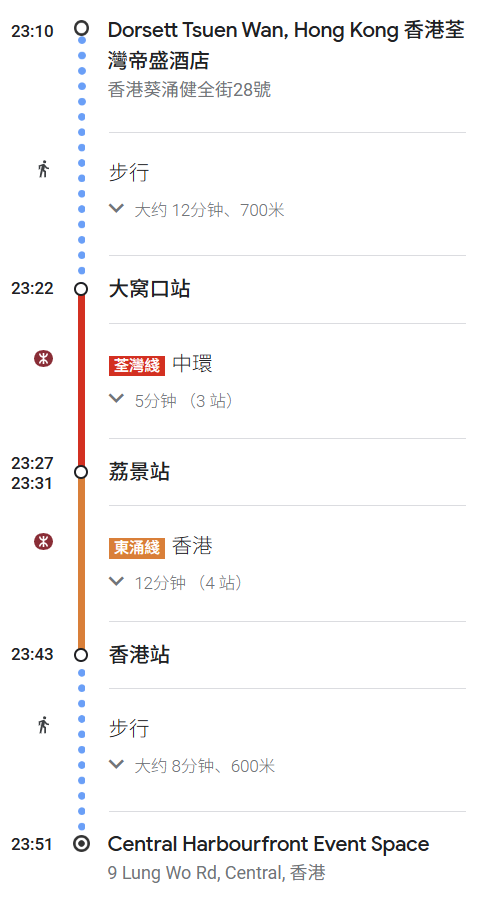 23:10
Dorsett Tsuen Wan, Hong Kong 香港荃
灣帝盛酒店
香港葵涌健全街28號
步行
大约 12分钟、700米
23:22
大窝口站
荃灣綫 中環
5分钟 （3 站）
23:27
23:31
荔景站
東涌綫 香港
12分钟 （4 站）
23:43
香港站
步行
大约 8分钟、600米
23:51
Central Harbourfront Event Space
9 Lung Wo Rd, Central, 香港